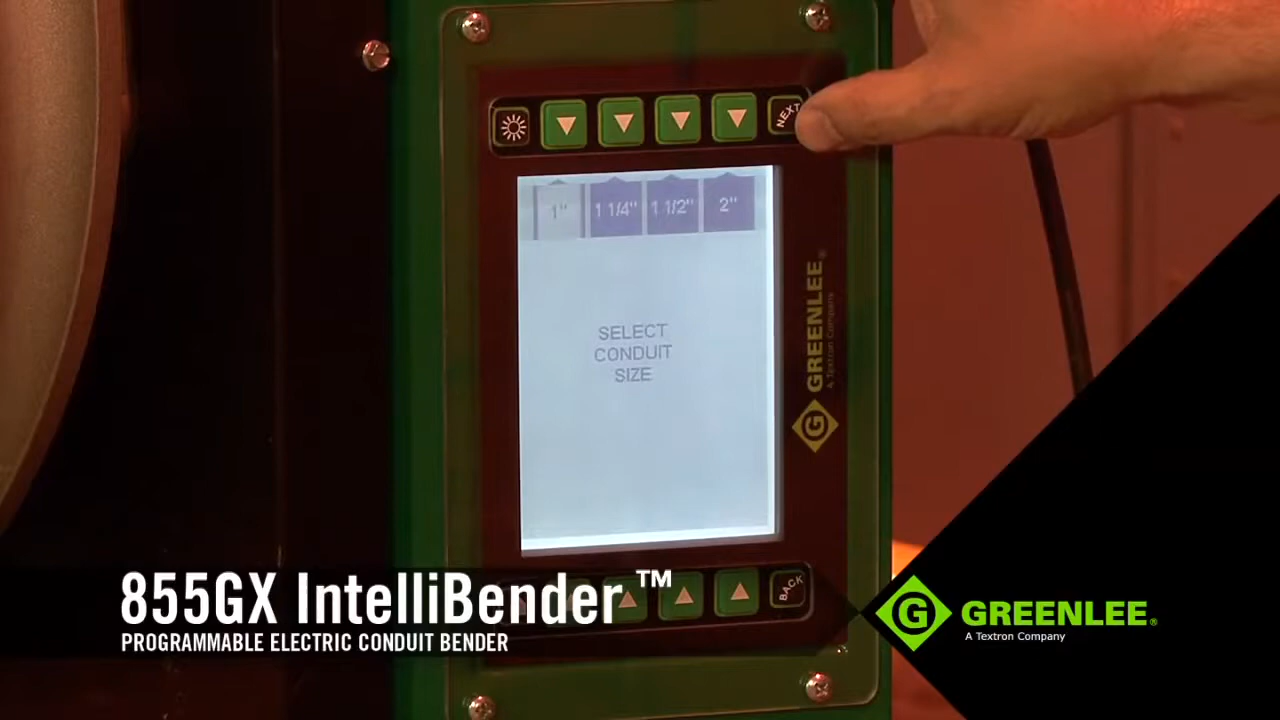 NEXT
1" 1 1/4" 1 1/2" 2"
SELECT
CONDUIT
SIZE
GREENLEE®
A Textron Company
G
BACK
855GX IntelliBender™
PROGRAMMABLE ELECTRIC CONDUIT BENDER
G GREENLEE®
A Textron Company